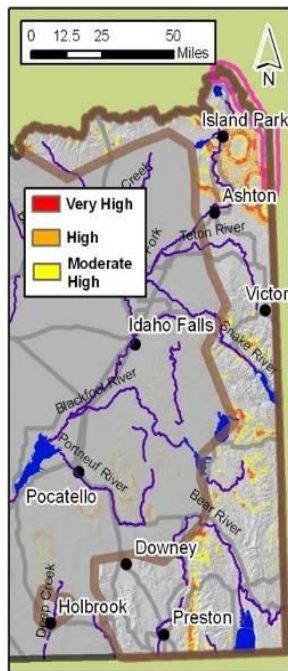 0 12.5 25 50
Miles
N
Island Park
Creek
Ashton
Very High
High
Moderate
High
Fork
Teton River
Victor
Idaho Falls
Snake River
Blackfoot River
Portneuf River
Pocatello
Bear River
Downey
Deep Creek
Holbrook
Preston